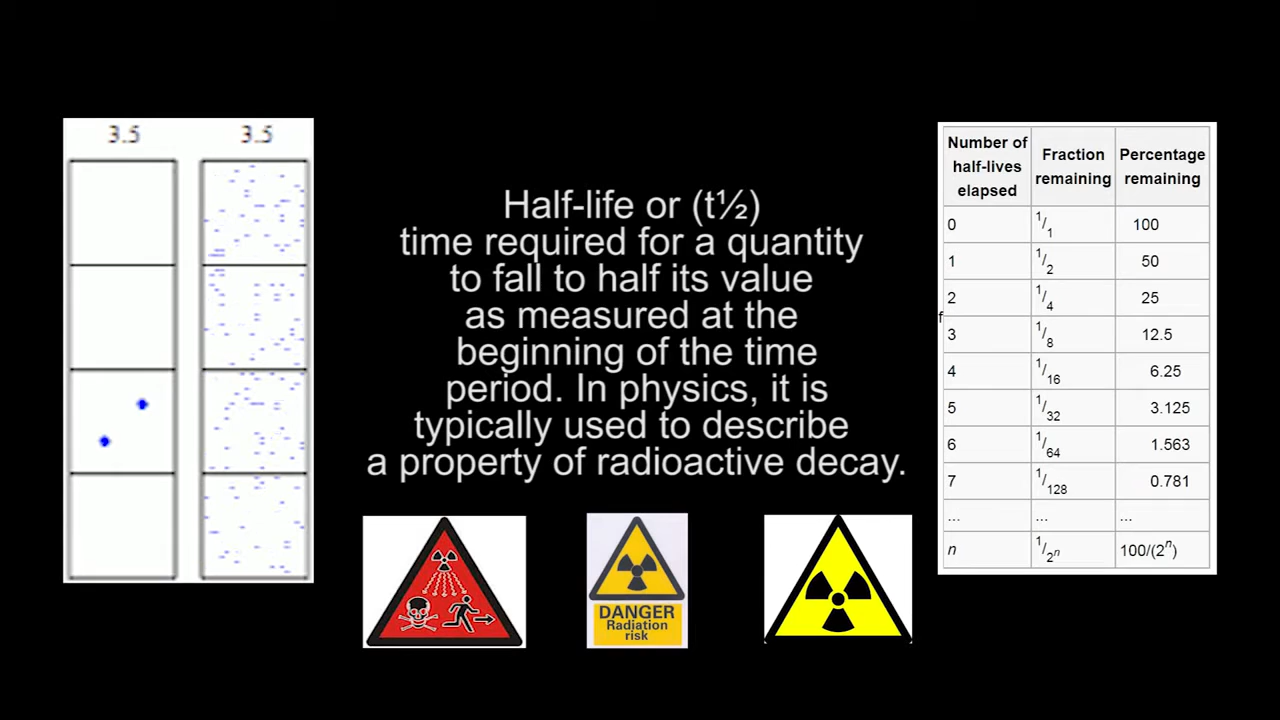 3.5 3.5
Half-life or (t½)
time required for a quantity
to fall to half its value
as measured at the
beginning of the time
period. In physics, it is
typically used to describe
a property of radioactive decay.
DANGER
Radiation
risk
Number of half-lives elapsed Fraction remaining Percentage remaining
0 1/1 100
1 1/2 50
2 1/4 25
f
3 1/8 12.5
4 1/16 6.25
5 1/32 3.125
6 1/64 1.563
7 1/128 0.781
... ... ...
n 1/2ⁿ 100/(2ⁿ)